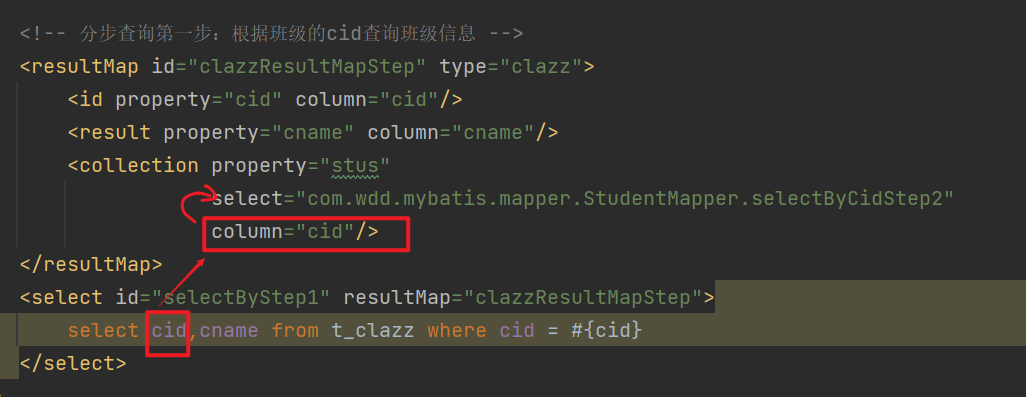 <!-- 分步查询第一步：根据班级的cid查询班级信息 -->
<resultMap id="clazzResultMapStep" type="clazz">
<id property="cid" column="cid"/>
<result property="cname" column="cname"/>
<collection property="stus"
select="com.wdd.mybatis.mapper.StudentMapper.selectByCidStep2"
column="cid"/>
</resultMap>
<select id="selectByStep1" resultMap="clazzResultMapStep">
select cid,cname from t_clazz where cid = #{cid}
</select>